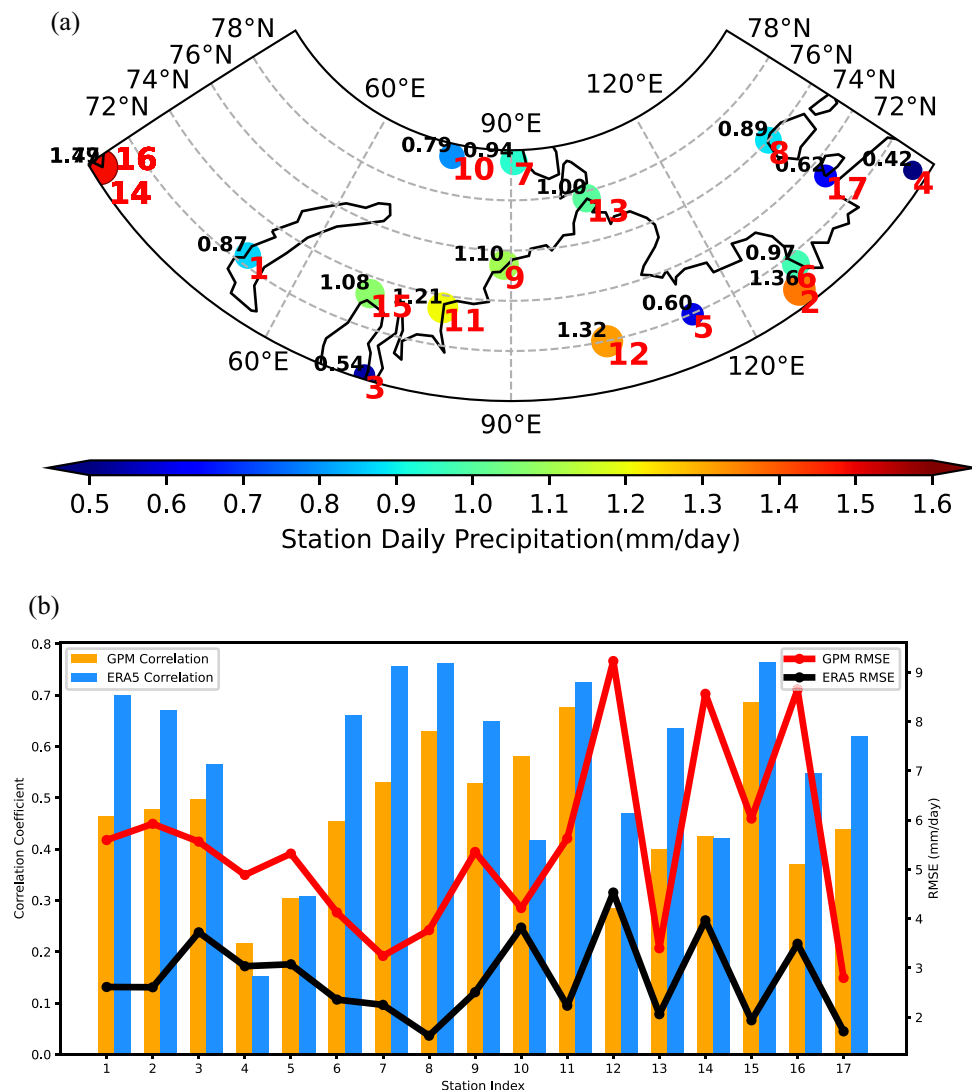 (a)
78°N
78°N
76°N
76°N
74°N
74°N
72°N
72°N
60°E
120°E
90°E
0.79
10
0.94
7
0.89
8
0.62
17
0.42
4
16
14
1.00
13
0.87
1
1.10
9
0.97
6
1.36
2
1.08
15
1.21
11
0.60
5
1.32
12
0.54
3
60°E
120°E
90°E
0.5 0.6 0.7 0.8 0.9 1.0 1.1 1.2 1.3 1.4 1.5 1.6
Station Daily Precipitation(mm/day)
(b)
GPM Correlation
ERA5 Correlation
GPM RMSE
ERA5 RMSE
0.8
0.7
0.6
0.5
0.4
0.3
0.2
0.1
0.0
Correlation Coefficient
9
8
7
6
5
4
3
2
RMSE (mm/day)
1 2 3 4 5 6 7 8 9 10 11 12 13 14 15 16 17
Station Index